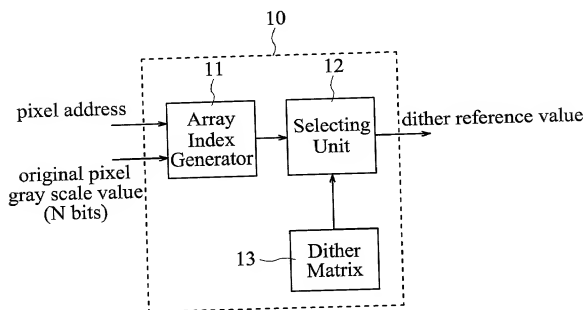 10
11
12
pixel address
Array
Index
Generator
Selecting
Unit
dither reference value
original pixel
gray scale value
(N bits)
13
Dither
Matrix